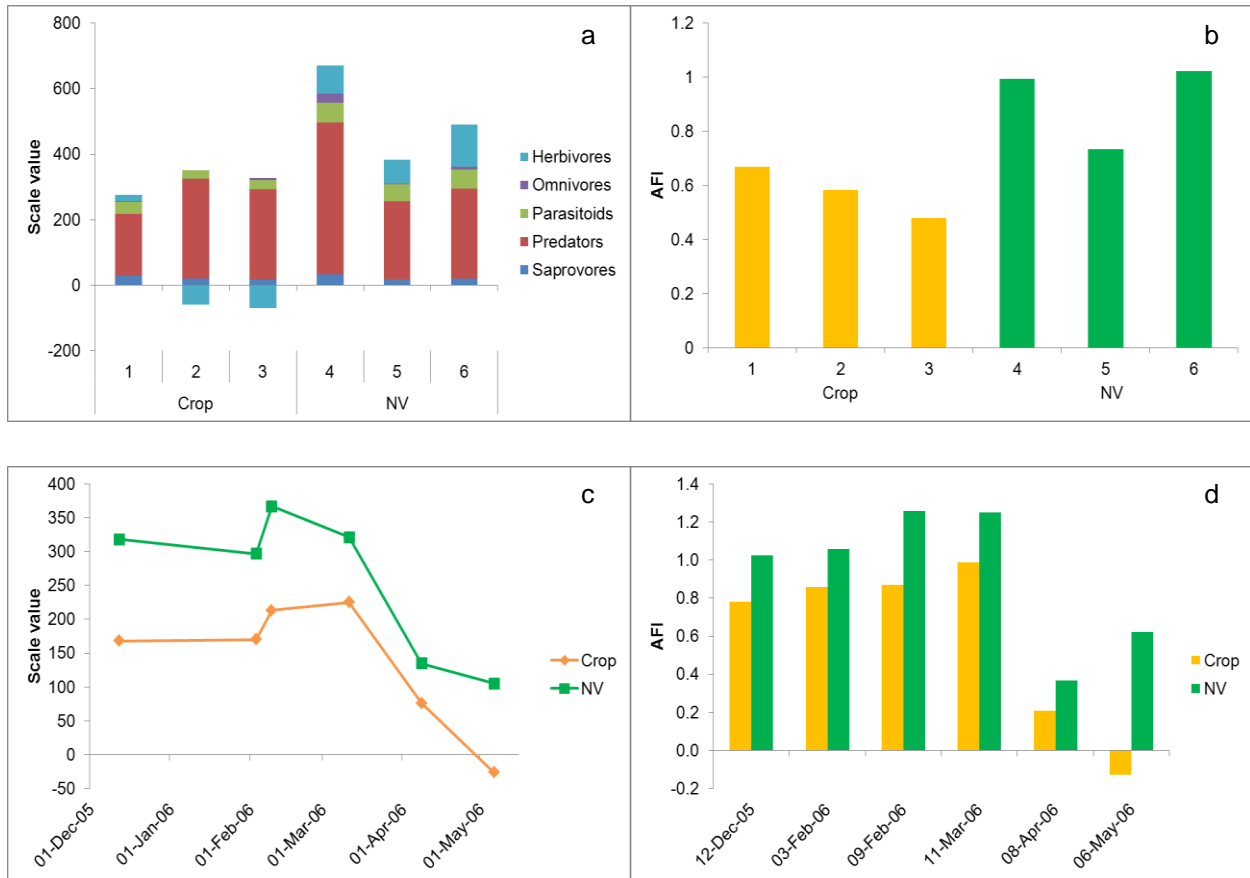 a
800
600
400
200
0
-200
Scale value
Herbivores
Omnivores
Parasitoids
Predators
Saprovores
1 2 3 4 5 6
Crop NV
b
1.2
1
0.8
0.6
0.4
0.2
0
AFI
1 2 3 4 5 6
Crop NV
c
400
350
300
250
200
150
100
50
0
-50
Scale value
Crop
NV
01-Dec-05 01-Jan-06 01-Feb-06 01-Mar-06 01-Apr-06 01-May-06
d
1.4
1.2
1.0
0.8
0.6
0.4
0.2
0.0
-0.2
AFI
Crop
NV
12-Dec-05 03-Feb-06 09-Feb-06 11-Mar-06 08-Apr-06 06-May-06